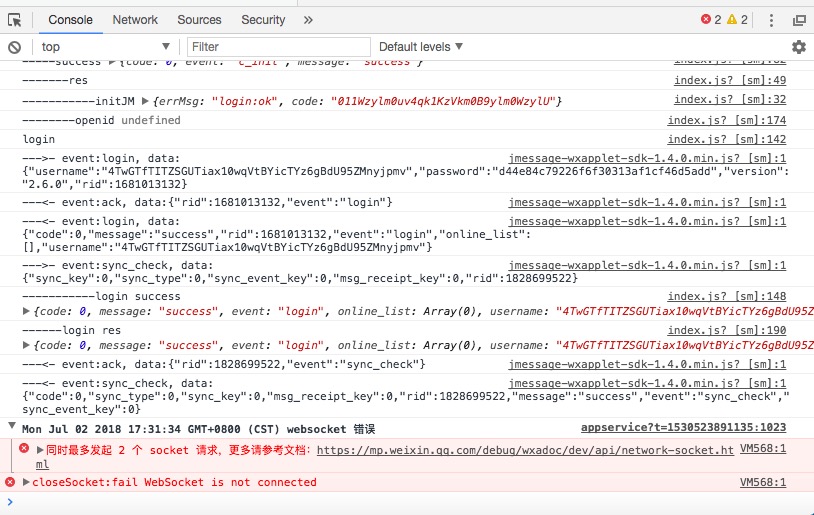 Console Network Sources Security » 2 2
top ▼ Filter Default levels ▼
-----success ▶{code: 0, event: "c_init", message: "success"}
-------res index.js? [sm]:49
-----------initJM ▶{errMsg: "login:ok", code: "011Wzylm0uv4qk1KzVkm0B9ylm0WzylU"} index.js? [sm]:32
--------openid undefined index.js? [sm]:174
login index.js? [sm]:142
--->- event:login, data: jmessage-wxapplet-sdk-1.4.0.min.js? [sm]:1
{"username":"4TwGTfTITZSGUTiax10wqVtBYicTYz6gBdU95ZMnyjpmv","password":"d44e84c79226f6f30313af1cf46d5add","version":
"2.6.0","rid":1681013132}
---<- event:ack, data:{"rid":1681013132,"event":"login"} jmessage-wxapplet-sdk-1.4.0.min.js? [sm]:1
---<- event:login, data: jmessage-wxapplet-sdk-1.4.0.min.js? [sm]:1
{"code":0,"message":"success","rid":1681013132,"event":"login","online_list":
[],"username":"4TwGTfTITZSGUTiax10wqVtBYicTYz6gBdU95ZMnyjpmv"}
--->- event:sync_check, data: jmessage-wxapplet-sdk-1.4.0.min.js? [sm]:1
{"sync_key":0,"sync_type":0,"sync_event_key":0,"msg_receipt_key":0,"rid":1828699522}
-----------login success index.js? [sm]:148
▶{code: 0, message: "success", event: "login", online_list: Array(0), username: "4TwGTfTITZSGUTiax10wqVtBYicTYz6gBdU95Z
------login res index.js? [sm]:190
▶{code: 0, message: "success", event: "login", online_list: Array(0), username: "4TwGTfTITZSGUTiax10wqVtBYicTYz6gBdU95Z
---<- event:ack, data:{"rid":1828699522,"event":"sync_check"} jmessage-wxapplet-sdk-1.4.0.min.js? [sm]:1
---<- event:sync_check, data: jmessage-wxapplet-sdk-1.4.0.min.js? [sm]:1
{"code":0,"sync_type":0,"sync_key":0,"msg_receipt_key":0,"rid":1828699522,"message":"success","event":"sync_check","
sync_event_key":0}
▼ Mon Jul 02 2018 17:31:34 GMT+0800 (CST) websocket 错误 appservice?t=1530523891135:1023
▶同时最多发起 2 个 socket 请求，更多请参考文档：https://mp.weixin.qq.com/debug/wxadoc/dev/api/network-socket.ht VM568:1
ml
▶closeSocket:fail WebSocket is not connected VM568:1